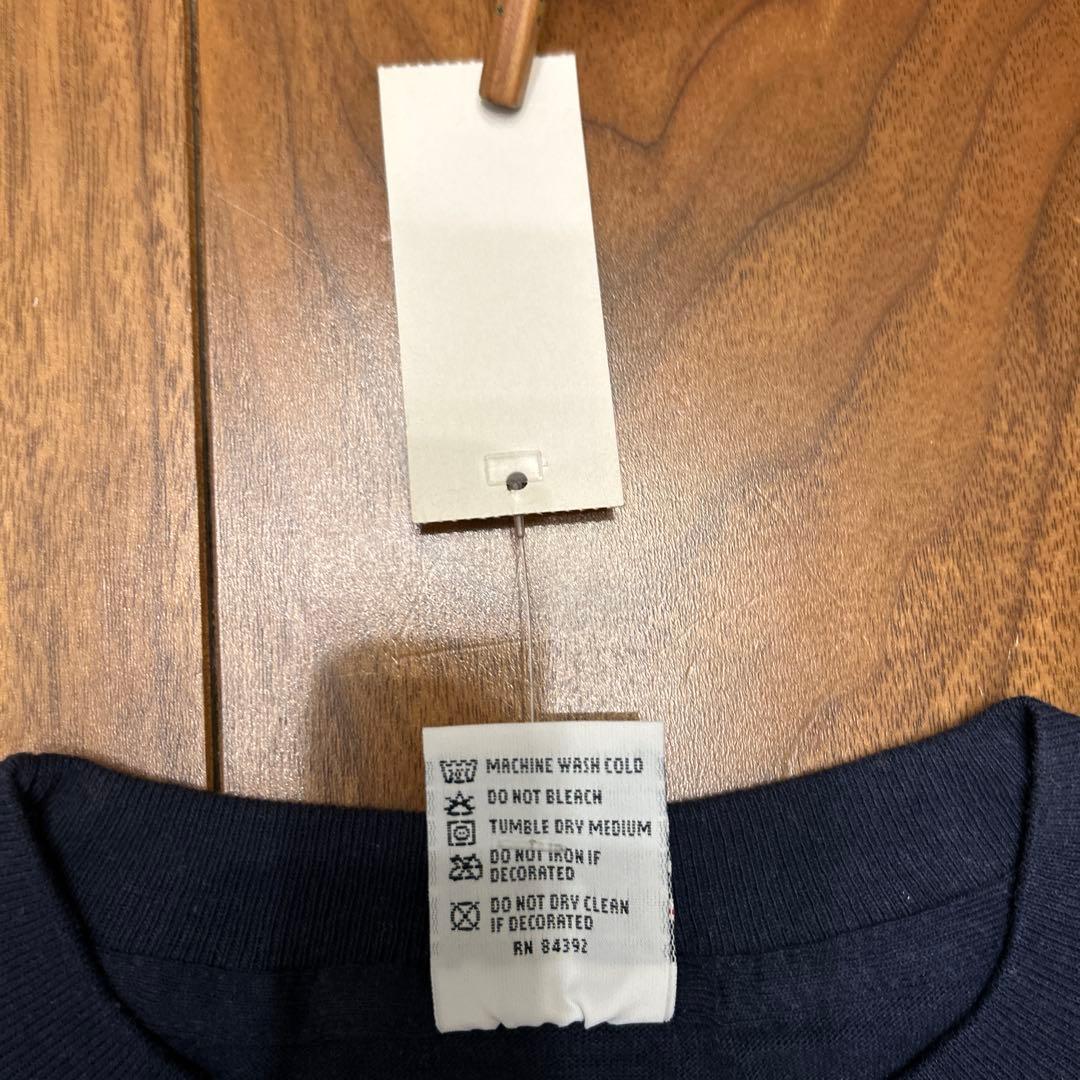 MACHINE WASH COLD
DO NOT BLEACH
TUMBLE DRY MEDIUM
DO NOT IRON IF
DECORATED
DO NOT DRY CLEAN
IF DECORATED
RN 84392